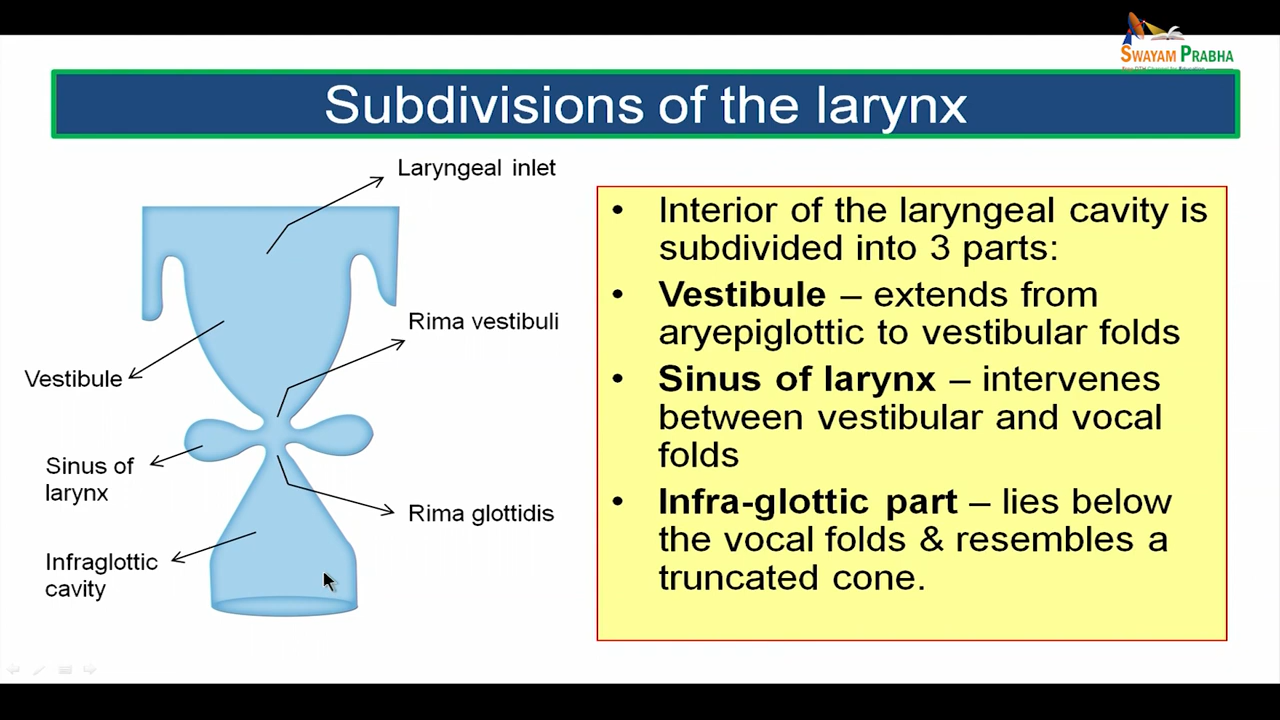 SWAYAM PRABHA
Subdivisions of the larynx
Laryngeal inlet
Rima vestibuli
Vestibule
Sinus of
larynx
Rima glottidis
Infraglottic
cavity
• Interior of the laryngeal cavity is
subdivided into 3 parts:
• Vestibule – extends from
aryepiglottic to vestibular folds
• Sinus of larynx – intervenes
between vestibular and vocal
folds
• Infra-glottic part – lies below
the vocal folds & resembles a
truncated cone.